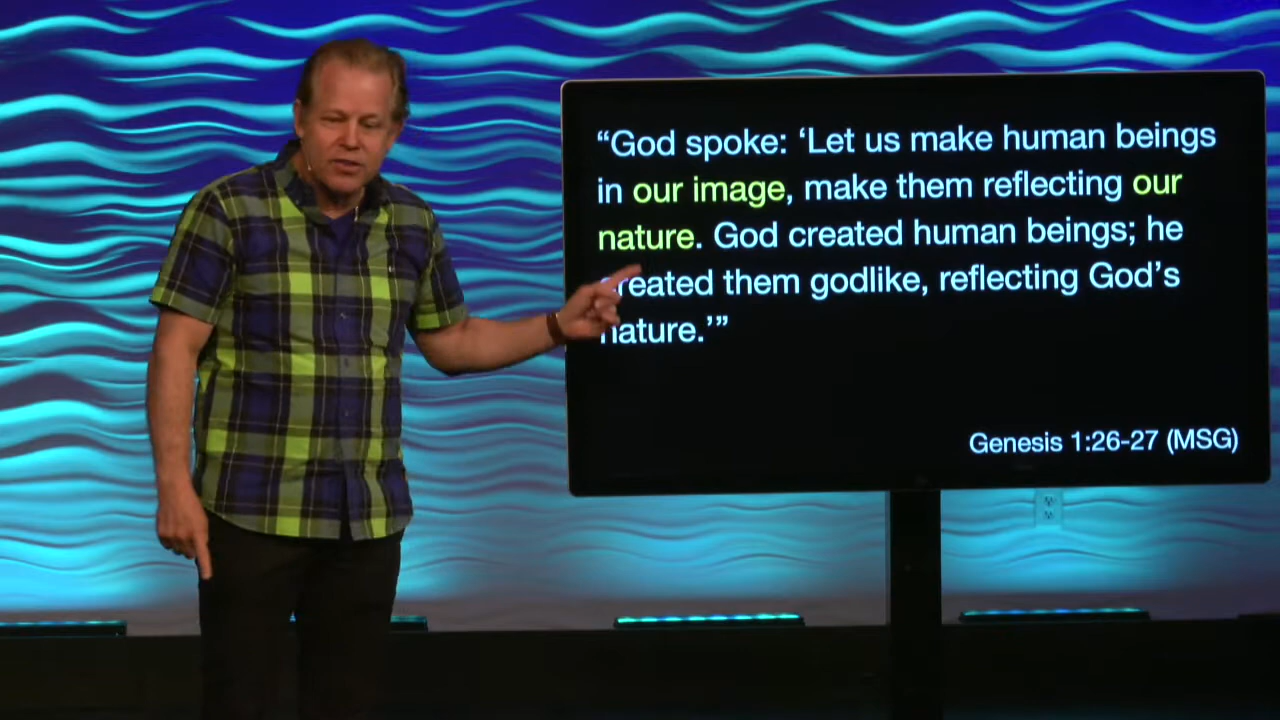 “God spoke: ‘Let us make human beings
in our image, make them reflecting our
nature. God created human beings; he
created them godlike, reflecting God’s
nature.’”
Genesis 1:26-27 (MSG)